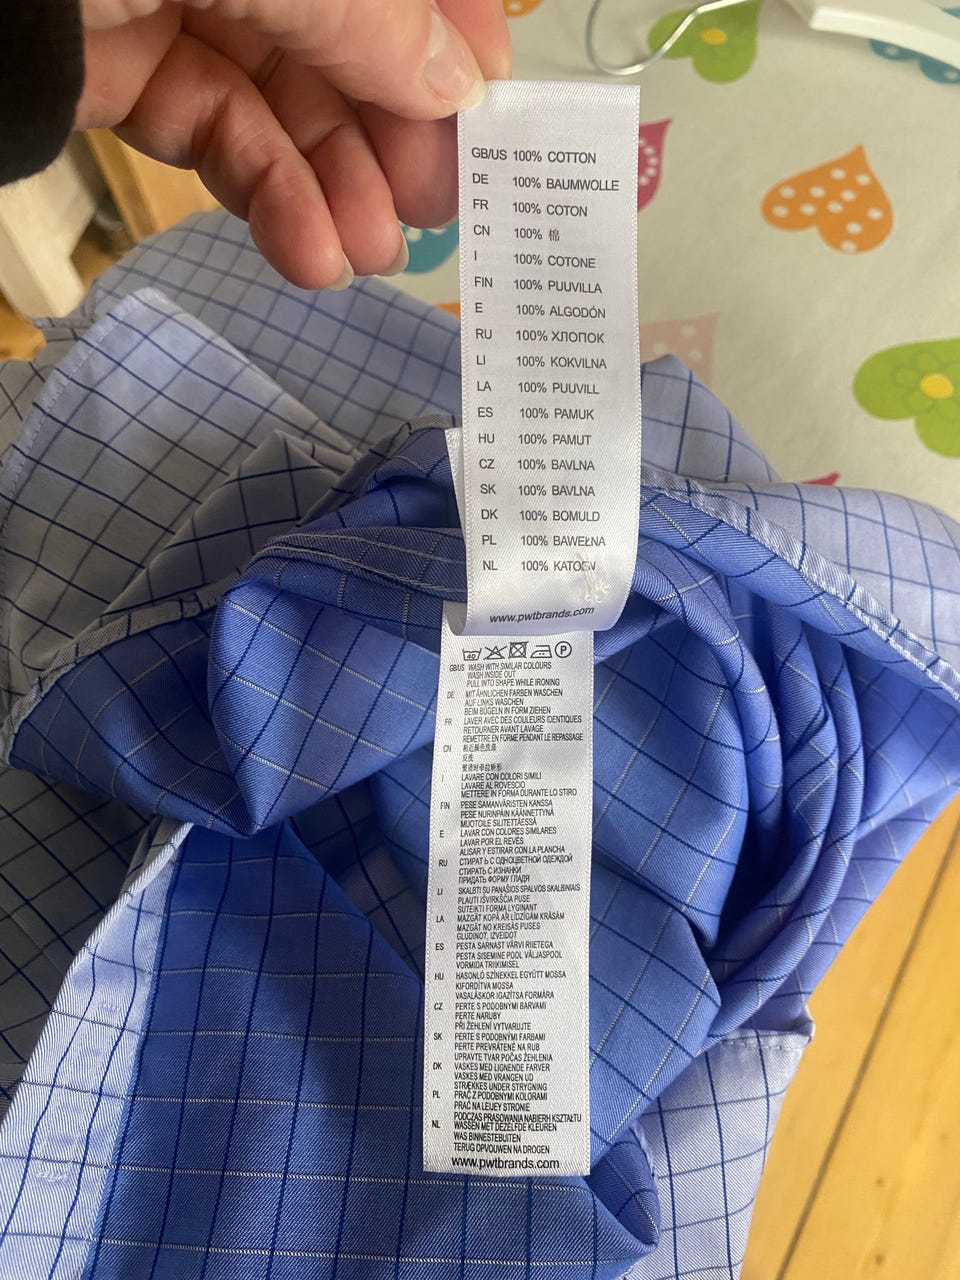 GB/US 100% COTTON
DE 100% BAUMWOLLE
FR 100% COTON
CN 100% 棉
I 100% COTONE
FIN 100% PUUVILLA
E 100% ALGODÓN
RU 100% ХЛОПОК
LI 100% KOKVILNA
LA 100% PUUVILL
ES 100% PAMUK
HU 100% PAMUT
CZ 100% BAVLNA
SK 100% BAVLNA
DK 100% BOMULD
PL 100% BAWEŁNA
NL 100% KATOEN
www.pwtbrands.com
40 P
GB/US WASH WITH SIMILAR COLOURS
WASH INSIDE OUT
PULL INTO SHAPE WHILE IRONING
DE MIT ÄHNLICHEN FARBEN WASCHEN
AUF LINKS WASCHEN
BEIM BÜGELN IN FORM ZIEHEN
FR LAVER AVEC DES COULEURS IDENTIQUES
RETOURNER AVANT LAVAGE
REMETTRE EN FORME PENDANT LE REPASSAGE
CN
反洗
I LAVARE CON COLORI SIMILI
LAVARE AL ROVESCIO
METTERE IN FORMA DURANTE LO STIRO
FIN PESE SAMANVÄRISTEN KANSSA
PESE NURINPÄIN KÄÄNNETTYNÄ
MUOTOILE SILITETTÄESSÄ
E LAVAR CON COLORES SIMILARES
LAVAR POR EL REVÉS
ALISAR Y ESTIRAR CON LA PLANCHA
RU СТИРАТЬ С ОДНОЦВЕТНОЙ ОДЕЖДОЙ
СТИРАТЬ С ИЗНАНКИ
ПРИДАТЬ ФОРМУ ГЛАДЯ
LI SKALBTI SU PANAŠIOS SPALVOS SKALBINIAIS
PLAUTI IŠVIRKŠČIA PUSE
SUTEIKTI FORMĄ LYGINANT
LA MAZGĀT KOPĀ AR LĪDZĪGĀM KRĀSĀM
MAZGĀT NO KREISĀS PUSES
GLUDINOT, IZVEIDOT
ES PESTA SARNAST VÄRVI RIIETEGA
PESTA SISEMINE POOL VÄLJASPOOL
VORMIDA TRIIKIMISEL
HU HASONLÓ SZÍNEKKEL EGYÜTT MOSSA
KIFORDÍTVA MOSSA
VASALÁSKOR IGAZÍTSA FORMÁRA
CZ PERTE S PODOBNÝMI BARVAMI
PERTE NARUBY
PŘI ŽEHLENÍ VYTVARUJTE
SK PERTE S PODOBNÝMI FARBAMI
PERTE PREVRÁTENÉ NA RUB
UPRAVTE TVAR POČAS ŽEHLENIA
DK VASKES MED LIGNENDE FARVER
VASKES MED VRANGEN UD
STRÆKKES UNDER STRYGNING
PL PRAĆ Z PODOBNYMI KOLORAMI
PRAĆ NA LEJEY STRONIE
PODCZAS PRASOWANIA NABIERH KSZTAŁTU
NL WASSEN MET DEZELFDE KLEUREN
WAS BINNESTEBUITEN
TERUG OPVOUWEN NA DROGEN
www.pwtbrands.com